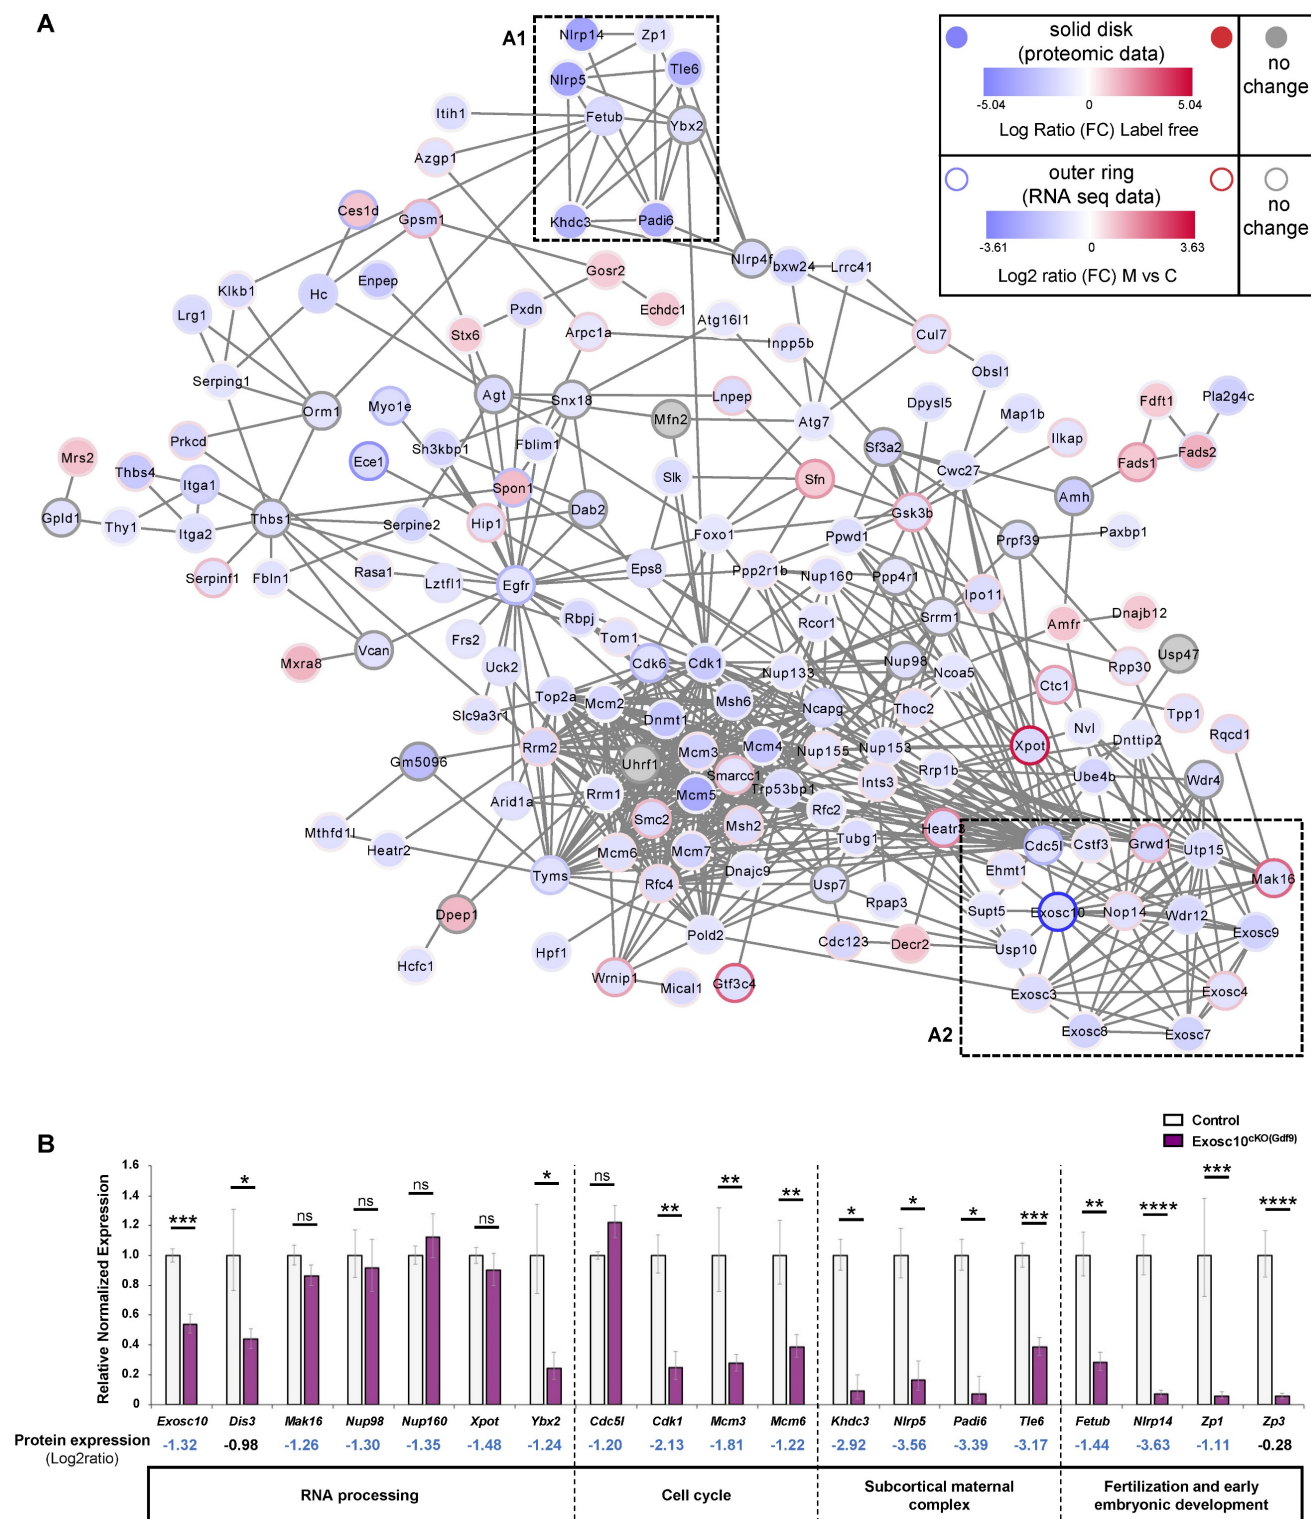 A
A1
Nlrp14
Zp1
Nlrp5
Tle6
Fetub
Ybx2
Khdc3
Padi6
solid disk
(proteomic data)
-5.04 0 5.04
Log Ratio (FC) Label free
no
change
outer ring
(RNA seq data)
-3.61 0 3.63
Log2 ratio (FC) M vs C
no
change
Itih1
Azgp1
Ces1d
Gpsm1
Nlrp4f
bxw24
Lrrc41
Gosr2
Enpep
Klkb1
Hc
Lrg1
Pxdn
Echdc1
Atg16l1
Stx6
Arpc1a
Inpp5b
Cul7
Obsl1
Serping1
Orm1
Myo1e
Agt
Snx18
Lnpep
Mfn2
Atg7
Dpysl5
Map1b
Fdft1
Pla2g4c
Prkcd
Sh3kbp1
Fblim1
Sf3a2
Ilkap
Mrs2
Thbs4
Itga1
Ece1
Spon1
Slk
Sfn
Cwc27
Fads1
Fads2
Amh
Gpld1
Thy1
Itga2
Thbs1
Serpine2
Hip1
Dab2
Gsk3b
Foxo1
Ppwd1
Prpf39
Paxbp1
Serpinf1
Fbln1
Rasa1
Lztfl1
Egfr
Eps8
Ppp2r1b
Nup160
Ppp4r1
Ipo11
Rbpj
Rcor1
Srrm1
Amfr
Dnajb12
Mxra8
Vcan
Frs2
Tom1
Uck2
Cdk6
Cdk1
Nup133
Nup98
Ncoa5
Usp47
Rpp30
Ctc1
Slc9a3r1
Top2a
Mcm2
Dnmt1
Msh6
Ncapg
Thoc2
Tpp1
Nvl
Dnttip2
Rqcd1
Gm5096
Rrm2
Uhrf1
Mcm3
Mcm4
Nup155
Nup153
Xpot
Smarcc1
Trp53bp1
Ints3
Rrp1b
Ube4b
Wdr4
Arid1a
Rrm1
Mcm5
Rfc2
Mthfd1l
Heatr2
Smc2
Msh2
Tubg1
Heatr3
Mcm6
Mcm7
Dnajc9
Tyms
Rfc4
Usp7
Rpap3
Dpep1
Pold2
Cdc123
Decr2
Hcfc1
Hpf1
Wrnip1
Mical1
Gtf3c4
Cdc5l
Cstf3
Grwd1
Utp15
Ehmt1
Mak16
Supt5
Exosc10
Nop14
Wdr12
Exosc9
Usp10
Exosc3
Exosc4
Exosc8
Exosc7
A2
B
Control
Exosc10cKO(Gdf9)
Relative Normalized Expression
1.6
1.4
1.2
1.0
0.8
0.6
0.4
0.2
0
*** * ns ns ns ns * ns ** ** ** * * * *** ** **** *** ****
Exosc10 Dis3 Mak16 Nup98 Nup160 Xpot Ybx2 Cdc5l Cdk1 Mcm3 Mcm6 Khdc3 Nlrp5 Padi6 Tle6 Fetub Nlrp14 Zp1 Zp3
Protein expression -1.32 -0.98 -1.26 -1.30 -1.35 -1.48 -1.24 -1.20 -2.13 -1.81 -1.22 -2.92 -3.56 -3.39 -3.17 -1.44 -3.63 -1.11 -0.28
(Log2ratio)
RNA processing
Cell cycle
Subcortical maternal
complex
Fertilization and early
embryonic development